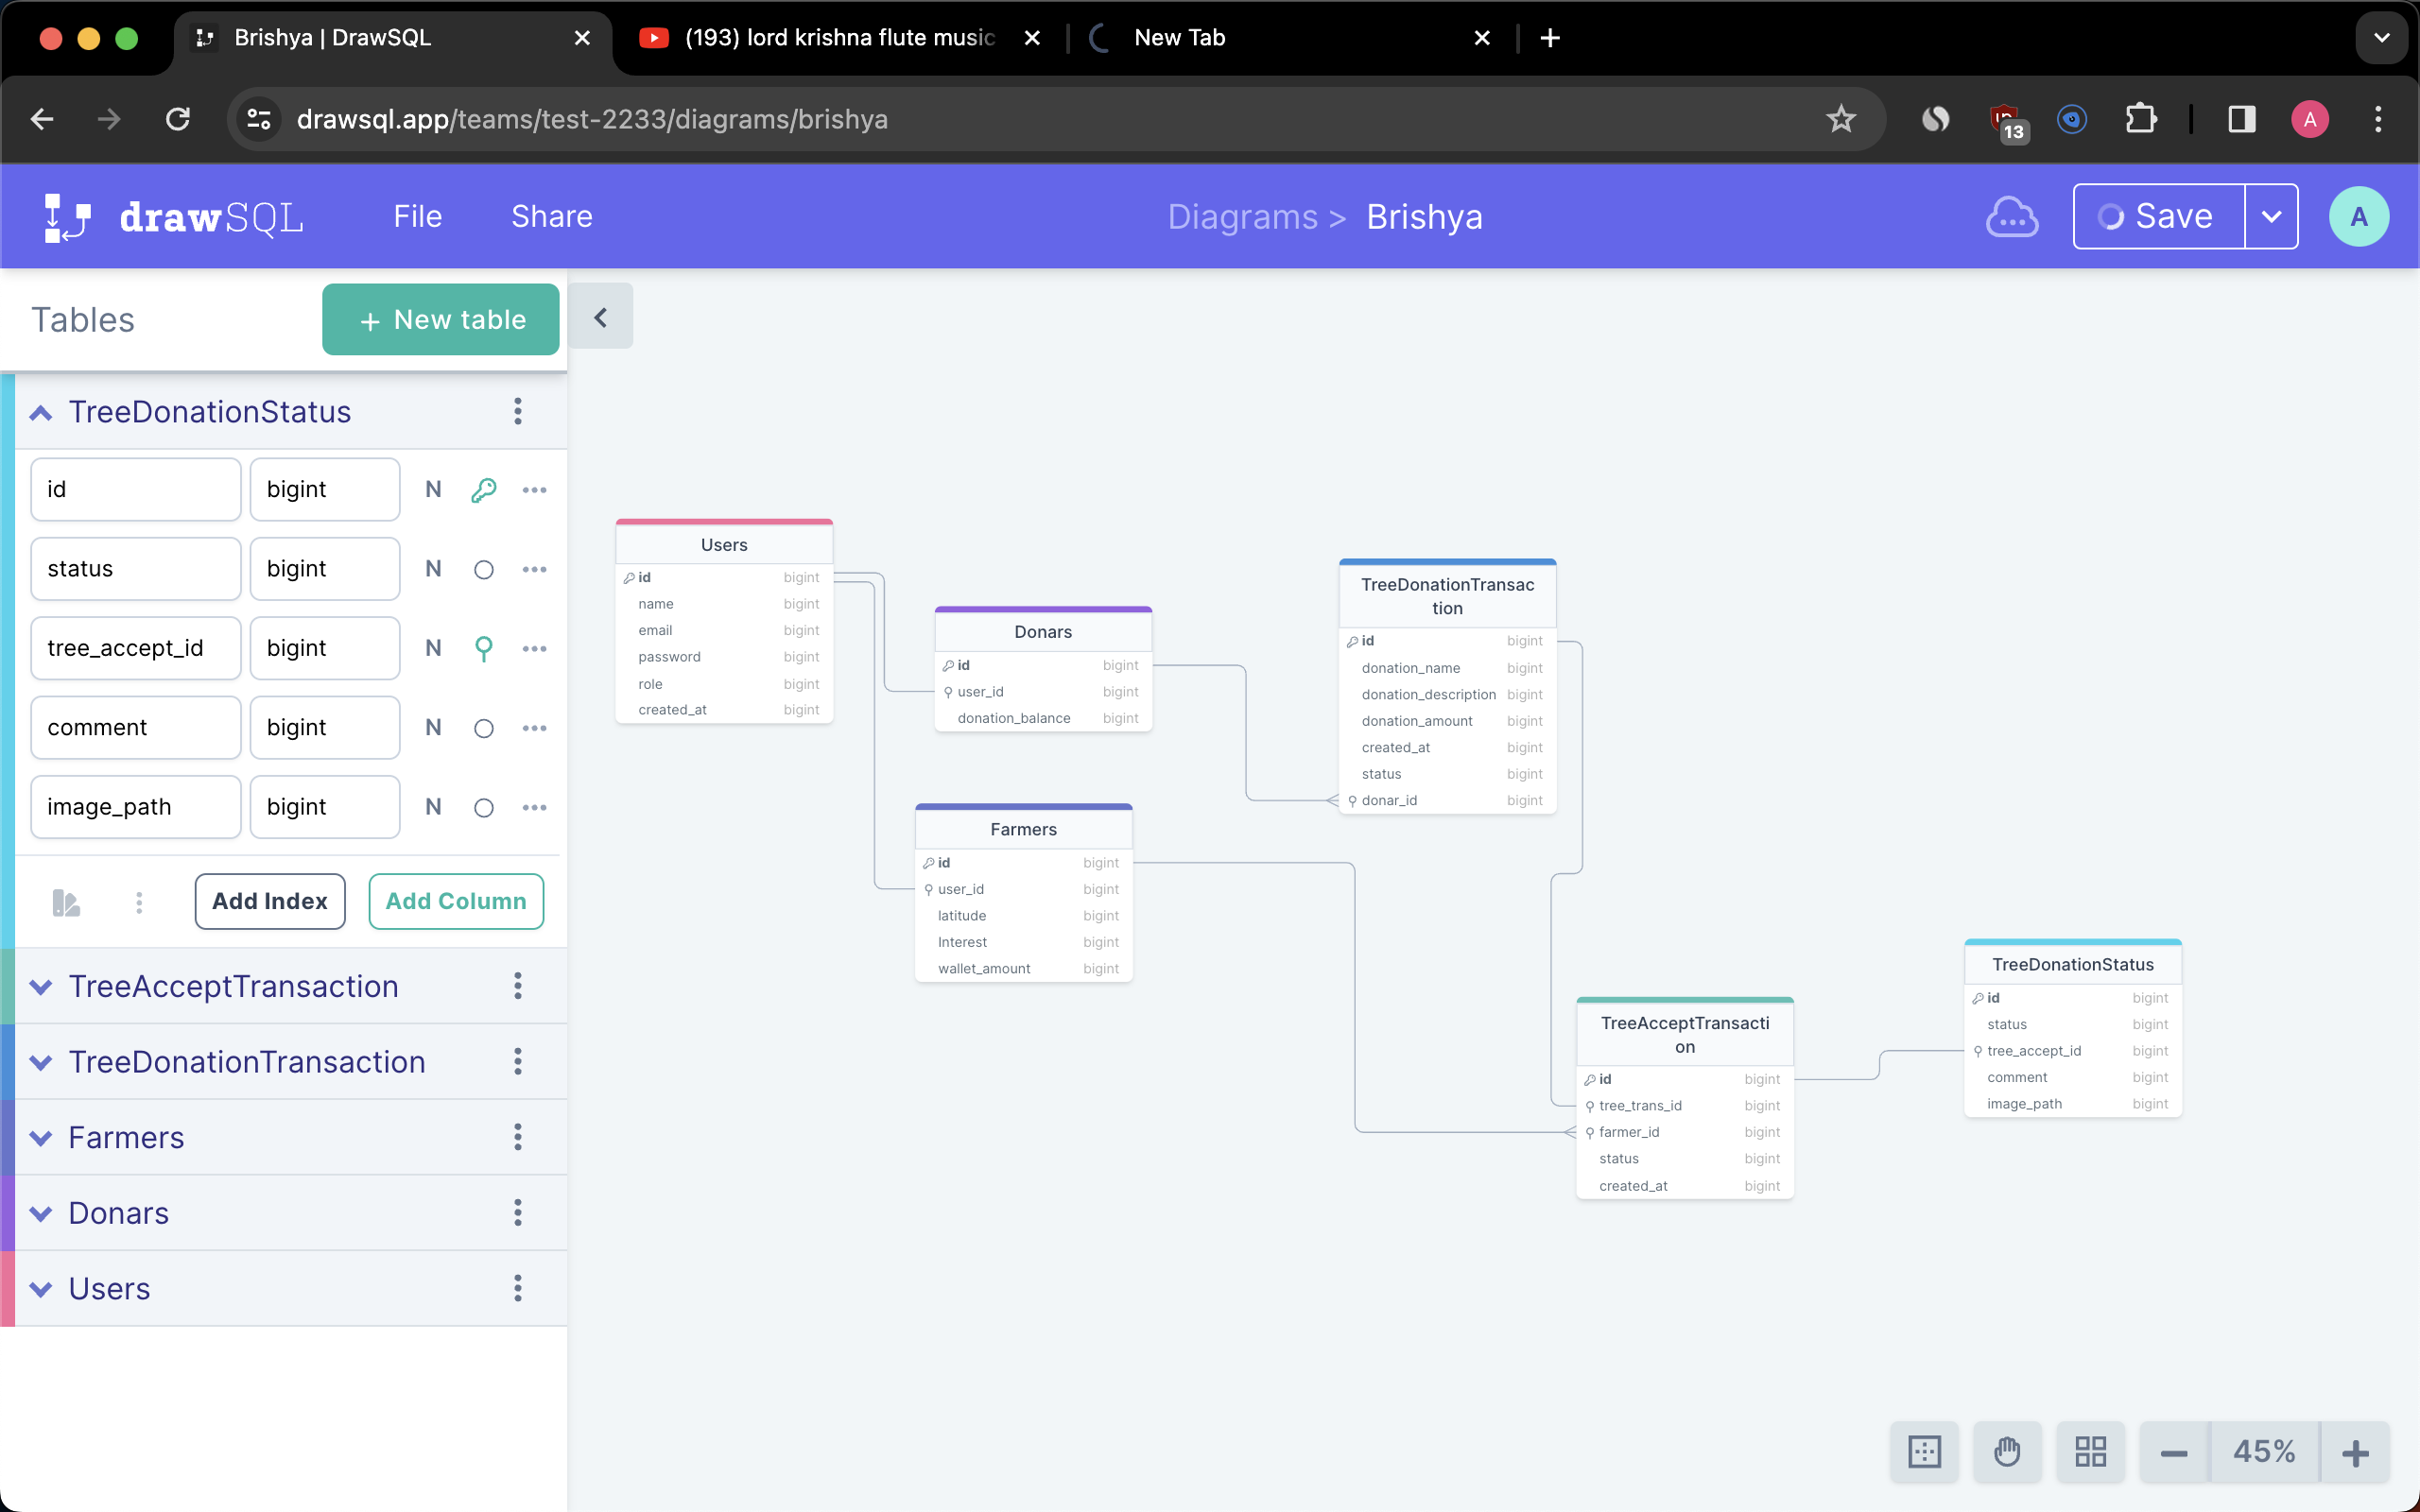 Brishya | DrawSQL
(193) lord krishna flute music
New Tab
drawsql.app/teams/test-2233/diagrams/brishya
13
A
drawSQL
File
Share
Diagrams > Brishya
Save
A
Tables
+ New table
TreeDonationStatus
id bigint N
status bigint N
tree_accept_id bigint N
comment bigint N
image_path bigint N
Add Index
Add Column
TreeAcceptTransaction
TreeDonationTransaction
Farmers
Donars
Users
Users
id bigint
name bigint
email bigint
password bigint
role bigint
created_at bigint
Donars
id bigint
user_id bigint
donation_balance bigint
Farmers
id bigint
user_id bigint
latitude bigint
Interest bigint
wallet_amount bigint
TreeDonationTransac
tion
id bigint
donation_name bigint
donation_description bigint
donation_amount bigint
created_at bigint
status bigint
donar_id bigint
TreeAcceptTransacti
on
id bigint
tree_trans_id bigint
farmer_id bigint
status bigint
created_at bigint
TreeDonationStatus
id bigint
status bigint
tree_accept_id bigint
comment bigint
image_path bigint
45%